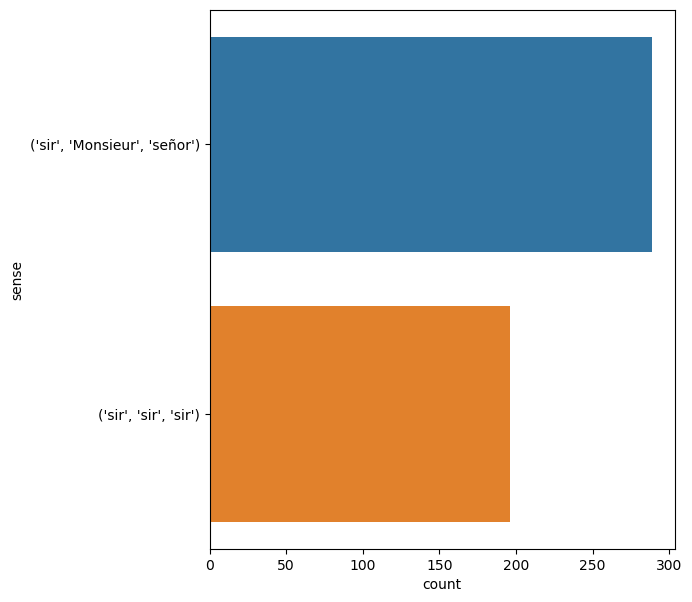 ('sir', 'Monsieur', 'señor')
sense
('sir', 'sir', 'sir')
0 50 100 150 200 250 300
count